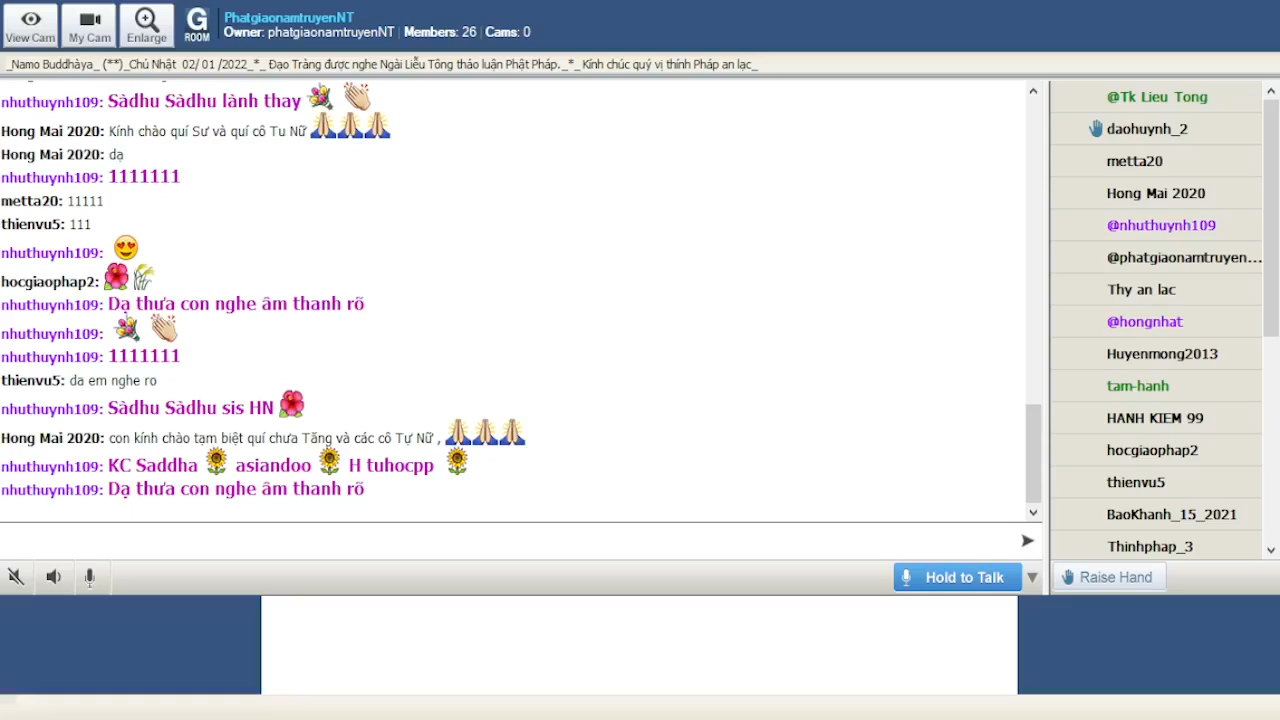 View Cam
My Cam
Enlarge
G
ROOM
PhatgiaonamtruyenNT
Owner: phatgiaonamtruyenNT | Members: 26 | Cams: 0
_Namo Buddhàya_ (**)_Chủ Nhật 02/ 01 /2022_*_ Đạo Tràng được nghe Ngài Liễu Tông thảo luận Phật Pháp._*_ Kính chúc quý vị thính Pháp an lạc_
nhuthuynh109: Sàdhu Sàdhu lành thay
Hong Mai 2020: Kính chào quí Sư và quí cô Tu Nữ
Hong Mai 2020: dạ
nhuthuynh109: 1111111
metta20: 11111
thienvu5: 111
nhuthuynh109:
hocgiaophap2:
nhuthuynh109: Dạ thưa con nghe âm thanh rõ
nhuthuynh109:
nhuthuynh109: 1111111
thienvu5: da em nghe ro
nhuthuynh109: Sàdhu Sàdhu sis HN
Hong Mai 2020: con kính chào tạm biệt quí chưa Tăng và các cô Tự Nữ ,
nhuthuynh109: KC Saddha asiandoo H tuhocpp
nhuthuynh109: Dạ thưa con nghe âm thanh rõ
Hold to Talk
@Tk Lieu Tong
daohuynh_2
metta20
Hong Mai 2020
@nhuthuynh109
@phatgiaonamtruyen...
Thy an lac
@hongnhat
Huyenmong2013
tam-hanh
HANH KIEM 99
hocgiaophap2
thienvu5
BaoKhanh_15_2021
Thinhphap_3
Raise Hand